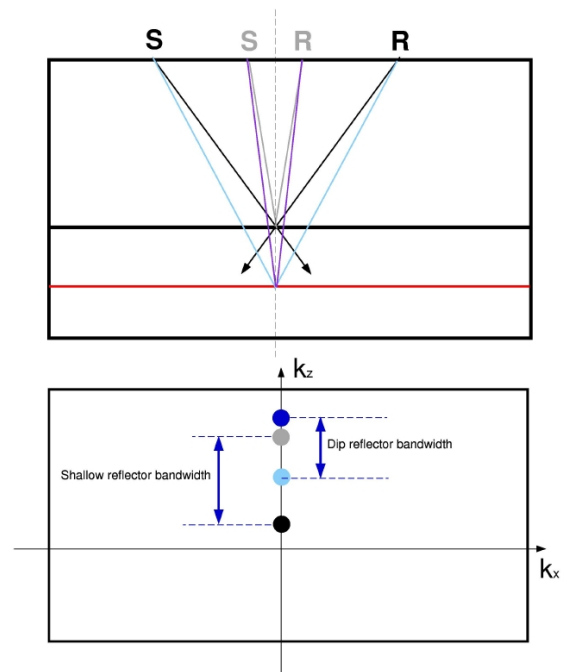 S S R R
kz
Dip reflector bandwidth
Shallow reflector bandwidth
kx